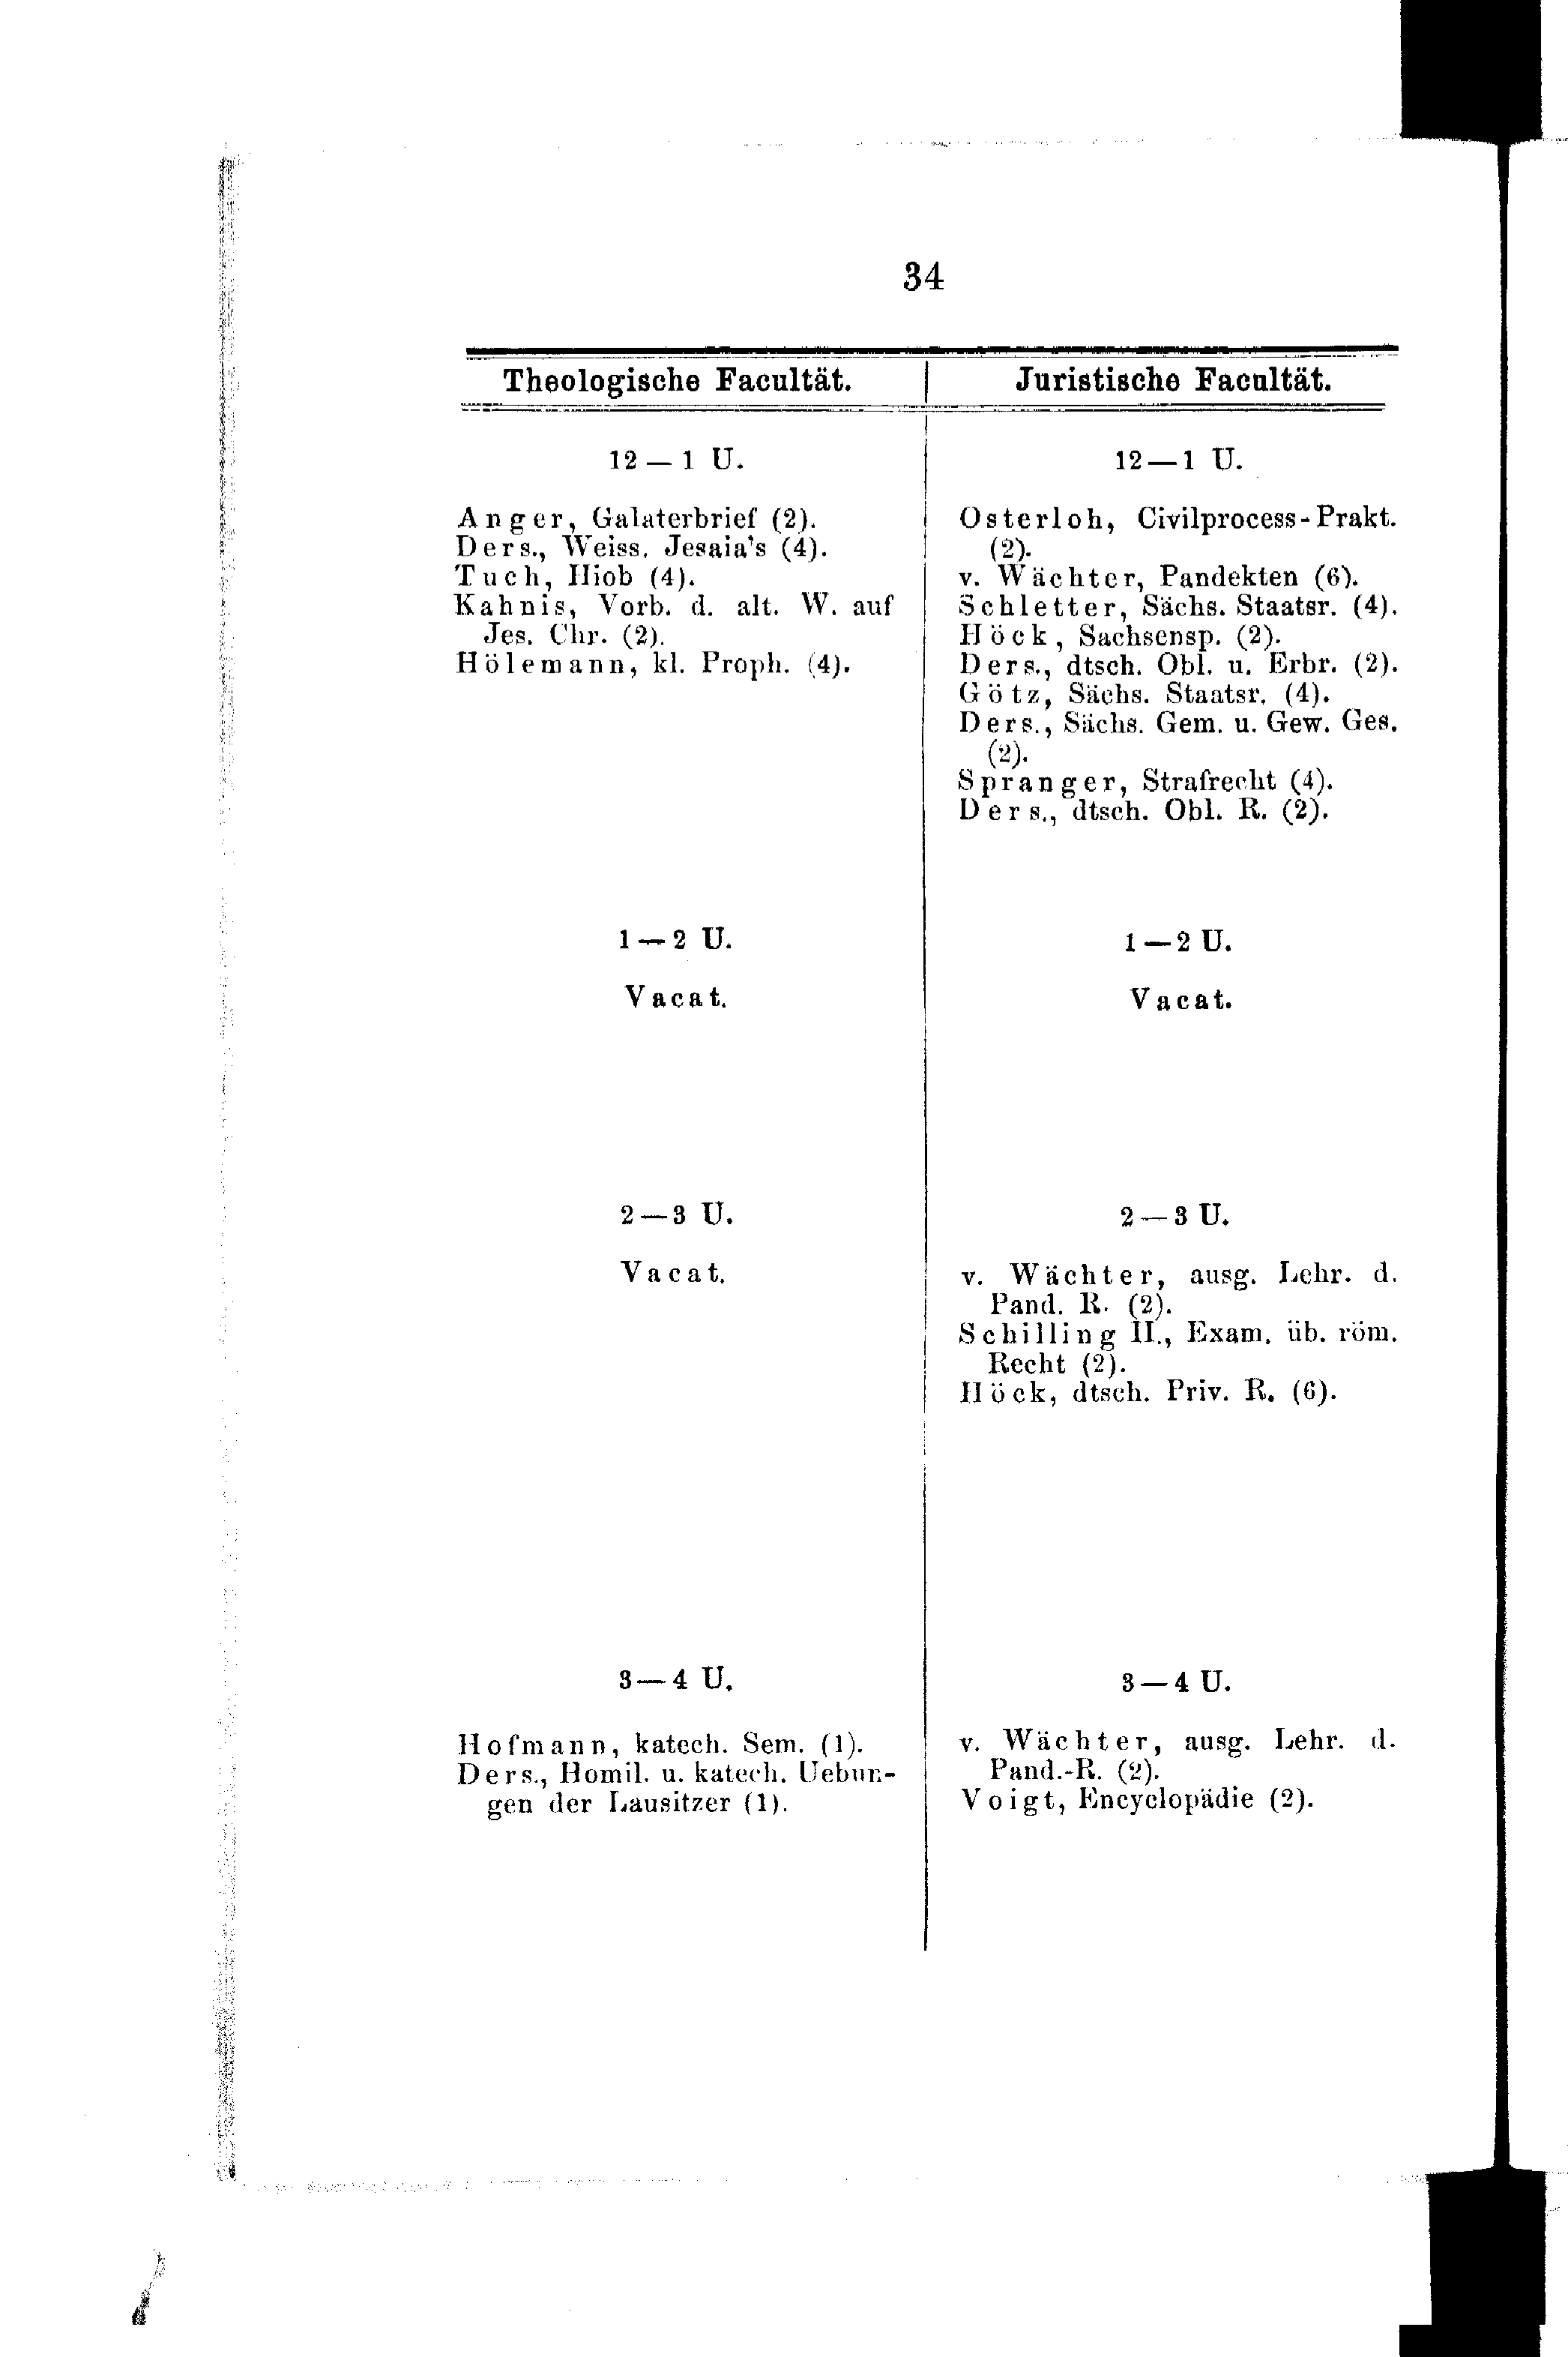 34
Theologische Facultät.
12 — 1 U.
Anger, Galaterbrief (2).
Ders., Weiss. Jesaia's (4).
Tuch, Hiob (4).
Kahnis, Vorb. d. alt. W. auf
Jes. Chr. (2).
Hölemann, kl. Proph. (4).
1 — 2 U.
Vacat.
2 — 3 U.
Vacat.
3 — 4 U.
Hofmann, katech. Sem. (1).
Ders., Homil. u. katech. Uebun-
gen der Lausitzer (1).
Juristische Facultät.
12 — 1 U.
Osterloh, Civilprocess-Prakt.
(2).
v. Wächter, Pandekten (6).
Schletter, Sächs. Staatsr. (4).
Höck, Sachsensp. (2).
Ders., dtsch. Obl. u. Erbr. (2).
Götz, Sächs. Staatsr. (4).
Ders., Sächs. Gem. u. Gew. Ges.
(2).
Spranger, Strafrecht (4).
Ders., dtsch. Obl. R. (2).
1 — 2 U.
Vacat.
2 — 3 U.
v. Wächter, ausg. Lehr. d.
Pand. R. (2).
Schilling II., Exam. üb. röm.
Recht (2).
Höck, dtsch. Priv. R. (6).
3 — 4 U.
v. Wächter, ausg. Lehr. d.
Pand.-R. (2).
Voigt, Encyclopädie (2).